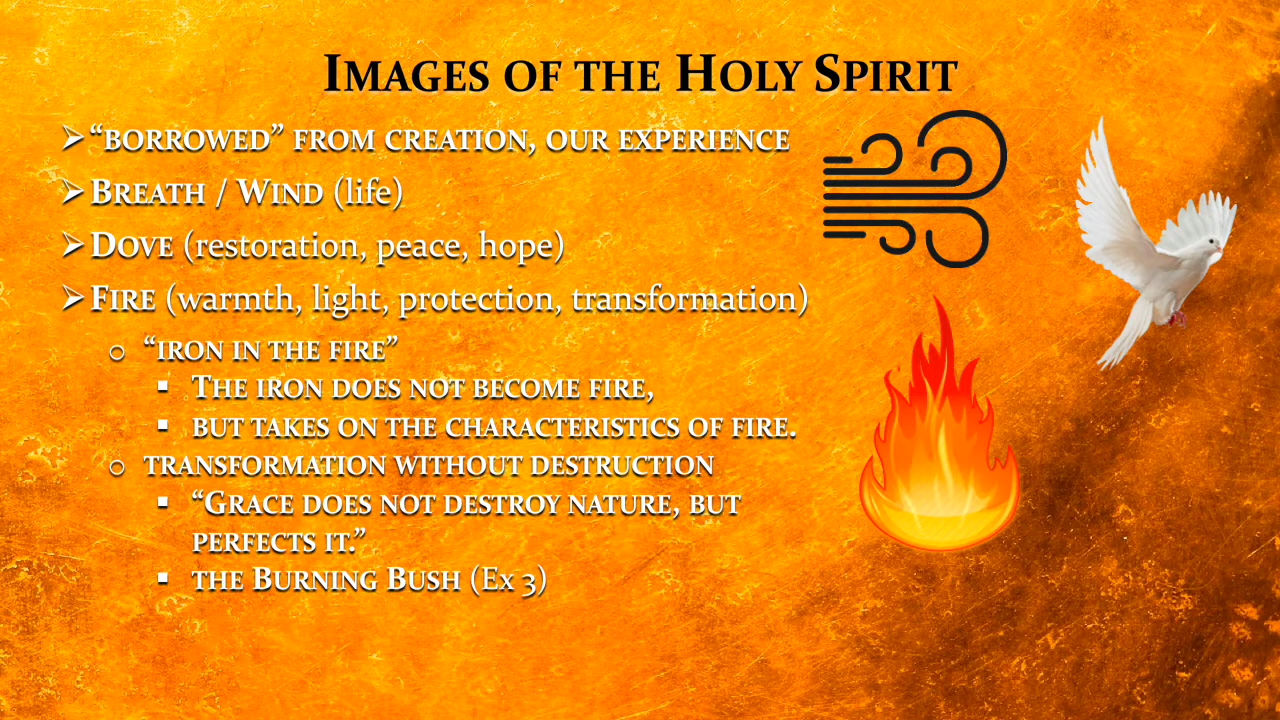 Images of the Holy Spirit
➢“borrowed” from creation, our experience
➢Breath / Wind (life)
➢Dove (restoration, peace, hope)
➢Fire (warmth, light, protection, transformation)
o “iron in the fire”
▪ The iron does not become fire,
▪ but takes on the characteristics of fire.
o transformation without destruction
▪ “Grace does not destroy nature, but
perfects it.”
▪ the Burning Bush (Ex 3)